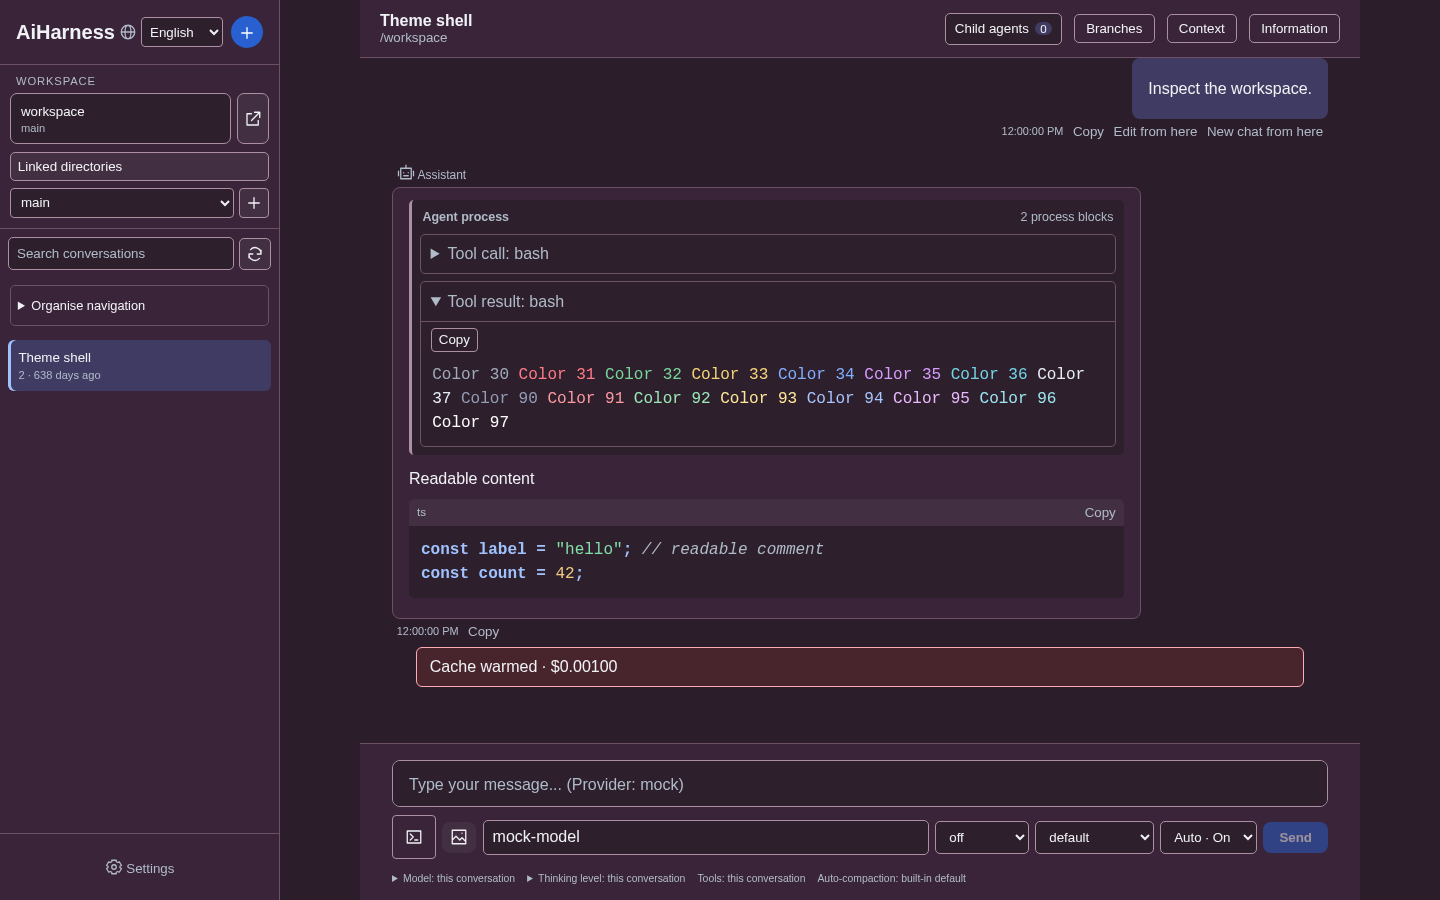 AiHarness
English
WORKSPACE
workspace
main
Linked directories
main
Search conversations
Organise navigation
Theme shell
2 · 638 days ago
Settings
Theme shell
/workspace
Child agents 0
Branches
Context
Information
Inspect the workspace.
12:00:00 PM Copy Edit from here New chat from here
Assistant
Agent process
2 process blocks
Tool call: bash
Tool result: bash
Copy
Color 30 Color 31 Color 32 Color 33 Color 34 Color 35 Color 36 Color
37 Color 90 Color 91 Color 92 Color 93 Color 94 Color 95 Color 96
Color 97
Readable content
ts
Copy
const label = "hello"; // readable comment
const count = 42;
12:00:00 PM Copy
Cache warmed · $0.00100
Type your message... (Provider: mock)
mock-model
off
default
Auto · On
Send
Model: this conversation
Thinking level: this conversation
Tools: this conversation
Auto-compaction: built-in default